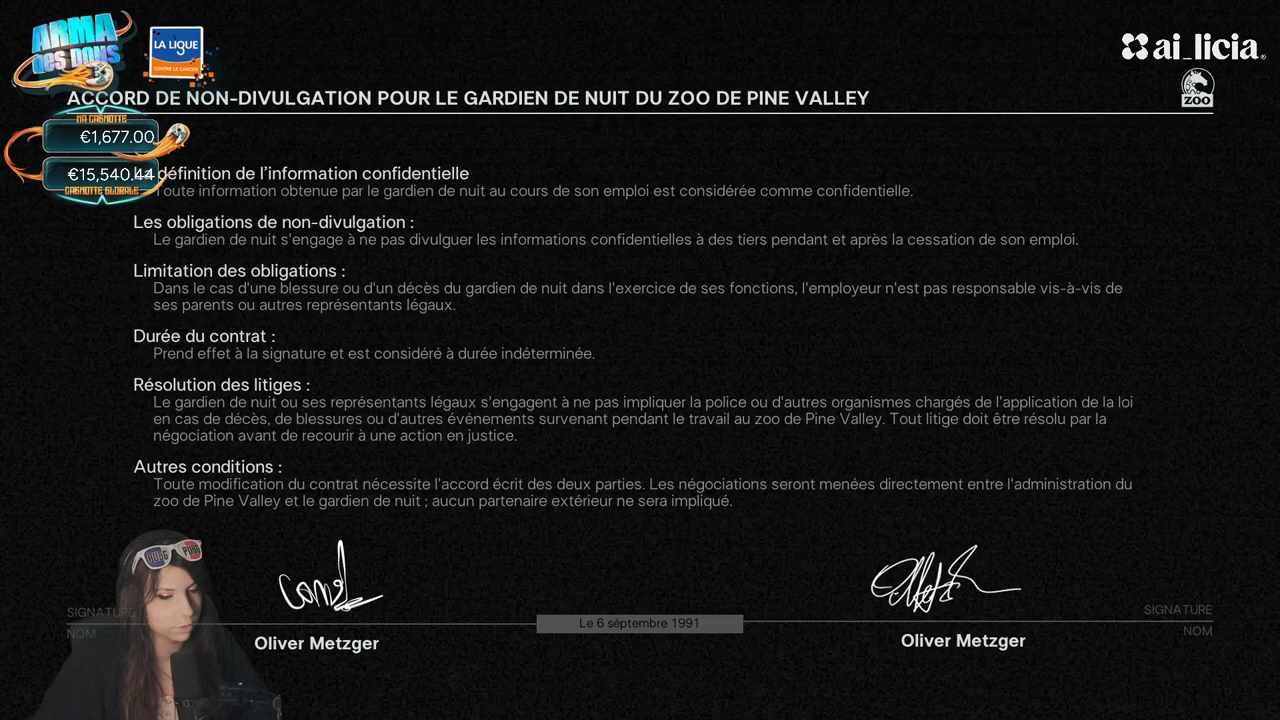 ARMA
des DONS
LA LIGUE
CONTRE LE CANCER
ai_licia
ACCORD DE NON-DIVULGATION POUR LE GARDIEN DE NUIT DU ZOO DE PINE VALLEY
ZOO
MA CAGNOTTE
€1,677.00
€15,540.44
CAGNOTTE GLOBALE
définition de l'information confidentielle
Toute information obtenue par le gardien de nuit au cours de son emploi est considérée comme confidentielle.
Les obligations de non-divulgation :
Le gardien de nuit s'engage à ne pas divulguer les informations confidentielles à des tiers pendant et après la cessation de son emploi.
Limitation des obligations :
Dans le cas d'une blessure ou d'un décès du gardien de nuit dans l'exercice de ses fonctions, l'employeur n'est pas responsable vis-à-vis de
ses parents ou autres représentants légaux.
Durée du contrat :
Prend effet à la signature et est considéré à durée indéterminée.
Résolution des litiges :
Le gardien de nuit ou ses représentants légaux s'engagent à ne pas impliquer la police ou d'autres organismes chargés de l'application de la loi
en cas de décès, de blessures ou d'autres événements survenant pendant le travail au zoo de Pine Valley. Tout litige doit être résolu par la
négociation avant de recourir à une action en justice.
Autres conditions :
Toute modification du contrat nécessite l'accord écrit des deux parties. Les négociations seront menées directement entre l'administration du
zoo de Pine Valley et le gardien de nuit ; aucun partenaire extérieur ne sera impliqué.
PUBG
SIGNATURE
SIGNATURE
Le 6 séptembre 1991
NOM
NOM
Oliver Metzger
Oliver Metzger